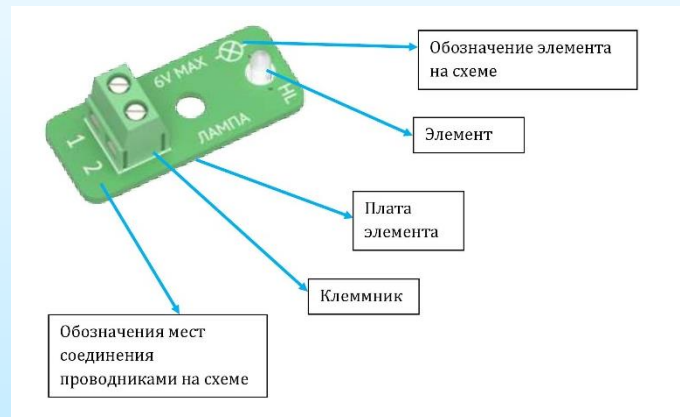 Обозначение элемента
на схеме
6V MAX
HL
ЛАМПА
1
2
Элемент
Плата
элемента
Клеммник
Обозначения мест
соединения
проводниками на схеме